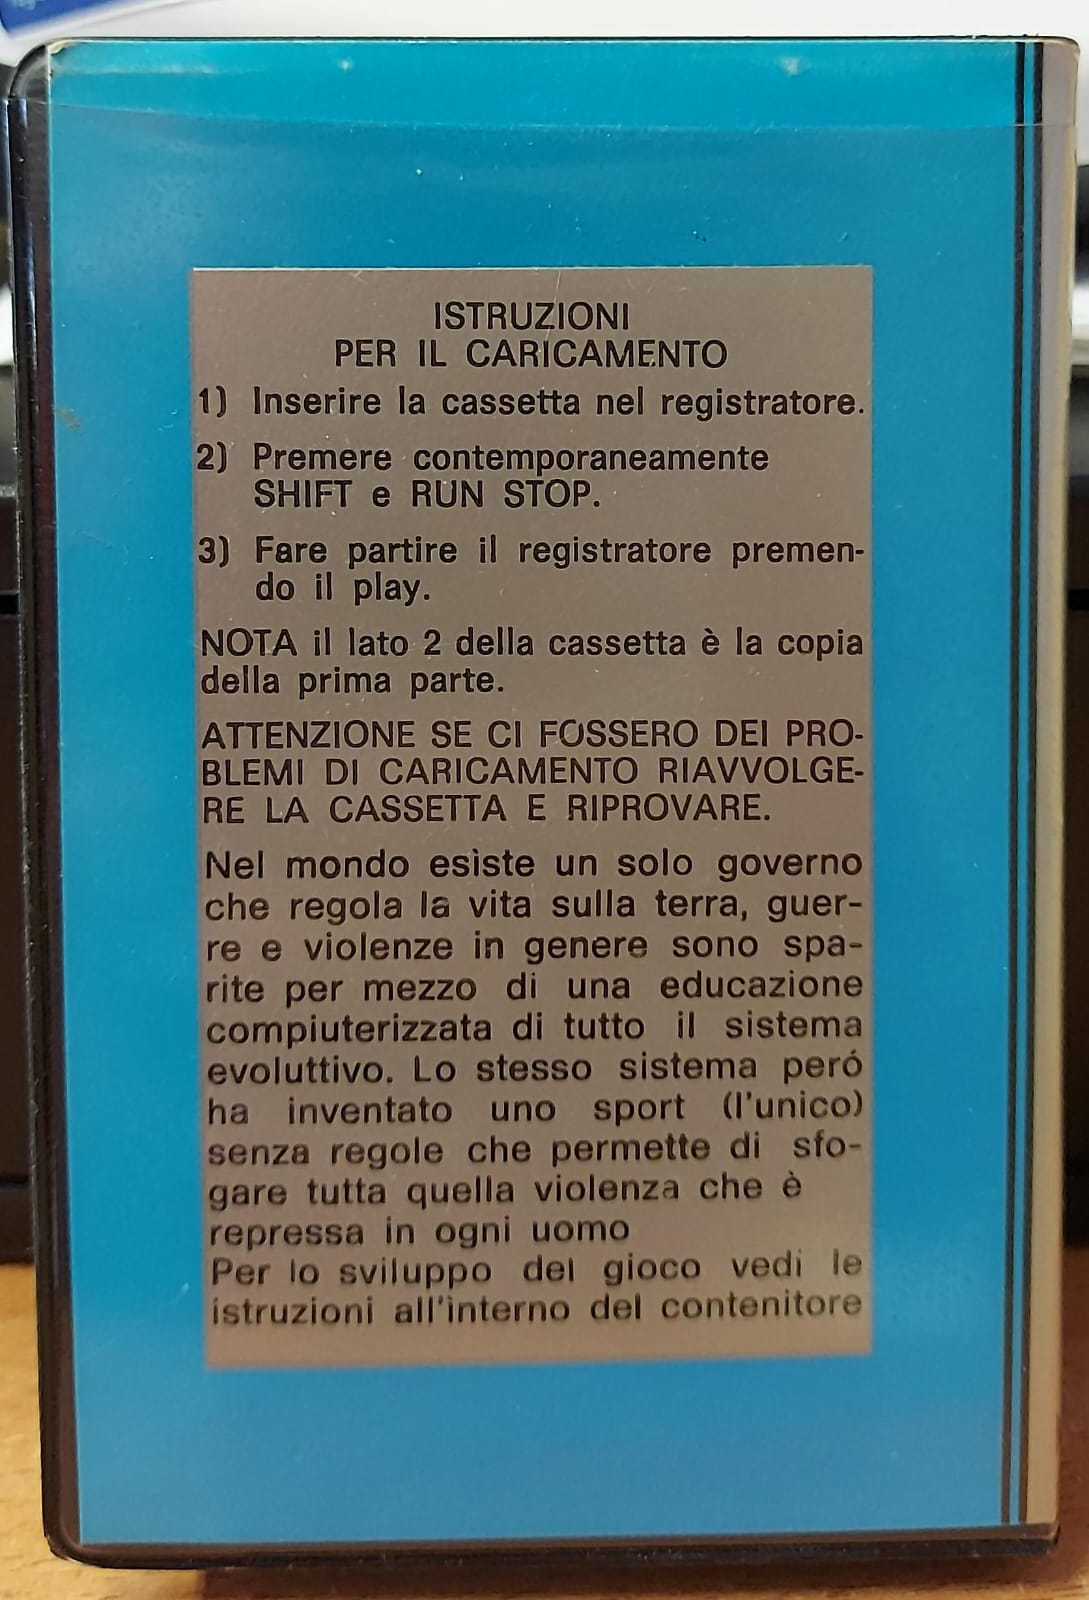 ISTRUZIONI
PER IL CARICAMENTO
1) Inserire la cassetta nel registratore.
2) Premere contemporaneamente
SHIFT e RUN STOP.
3) Fare partire il registratore premen-
do il play.
NOTA il lato 2 della cassetta è la copia
della prima parte.
ATTENZIONE SE CI FOSSERO DEI PRO-
BLEMI DI CARICAMENTO RIAVVOLGE-
RE LA CASSETTA E RIPROVARE.
Nel mondo esiste un solo governo
che regola la vita sulla terra, guer-
re e violenze in genere sono spa-
rite per mezzo di una educazione
compiuterizzata di tutto il sistema
evoluttivo. Lo stesso sistema peró
ha inventato uno sport (l'unico)
senza regole che permette di sfo-
gare tutta quella violenza che è
repressa in ogni uomo
Per lo sviluppo del gioco vedi le
istruzioni all'interno del contenitore